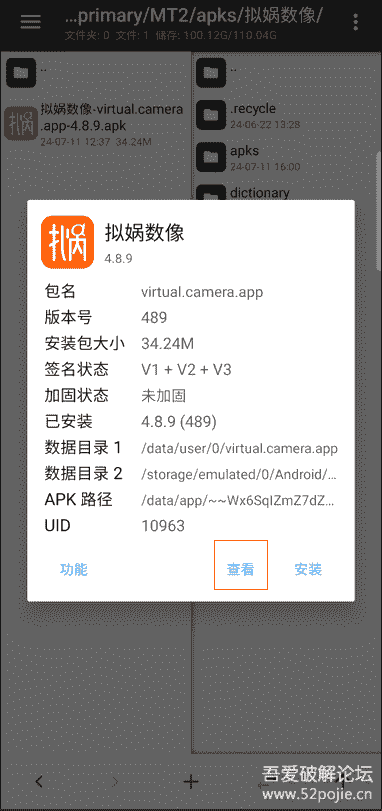 ...primary/MT2/apks/拟娲数像/
文件夹: 0 文件: 1 储存: 100.12G/110.04G
..
拟娲数像-virtual.camera
.app-4.8.9.apk
24-07-11 12:37 34.24M
..
.recycle
24-06-22 13:28
apks
24-07-11 16:00
dictionary
拟娲
拟娲数像
4.8.9
包名 virtual.camera.app
版本号 489
安装包大小 34.24M
签名状态 V1 + V2 + V3
加固状态 未加固
已安装 4.8.9 (489)
数据目录 1 /data/user/0/virtual.camera.app
数据目录 2 /storage/emulated/0/Android/...
APK 路径 /data/app/~~Wx6SqIZmZ7dZ...
UID 10963
功能 查看 安装
吾爱破解论坛
www.52pojie.cn